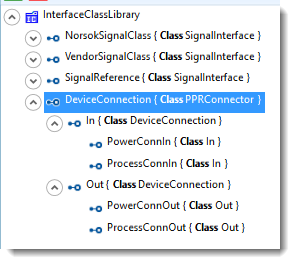 InterfaceClassLibrary
NorsokSignalClass { Class SignalInterface }
VendorSignalClass { Class SignalInterface }
SignalReference { Class SignalInterface }
DeviceConnection { Class PPRConnector }
In { Class DeviceConnection }
PowerConnIn { Class In }
ProcessConnIn { Class In }
Out { Class DeviceConnection }
PowerConnOut { Class Out }
ProcessConnOut { Class Out }